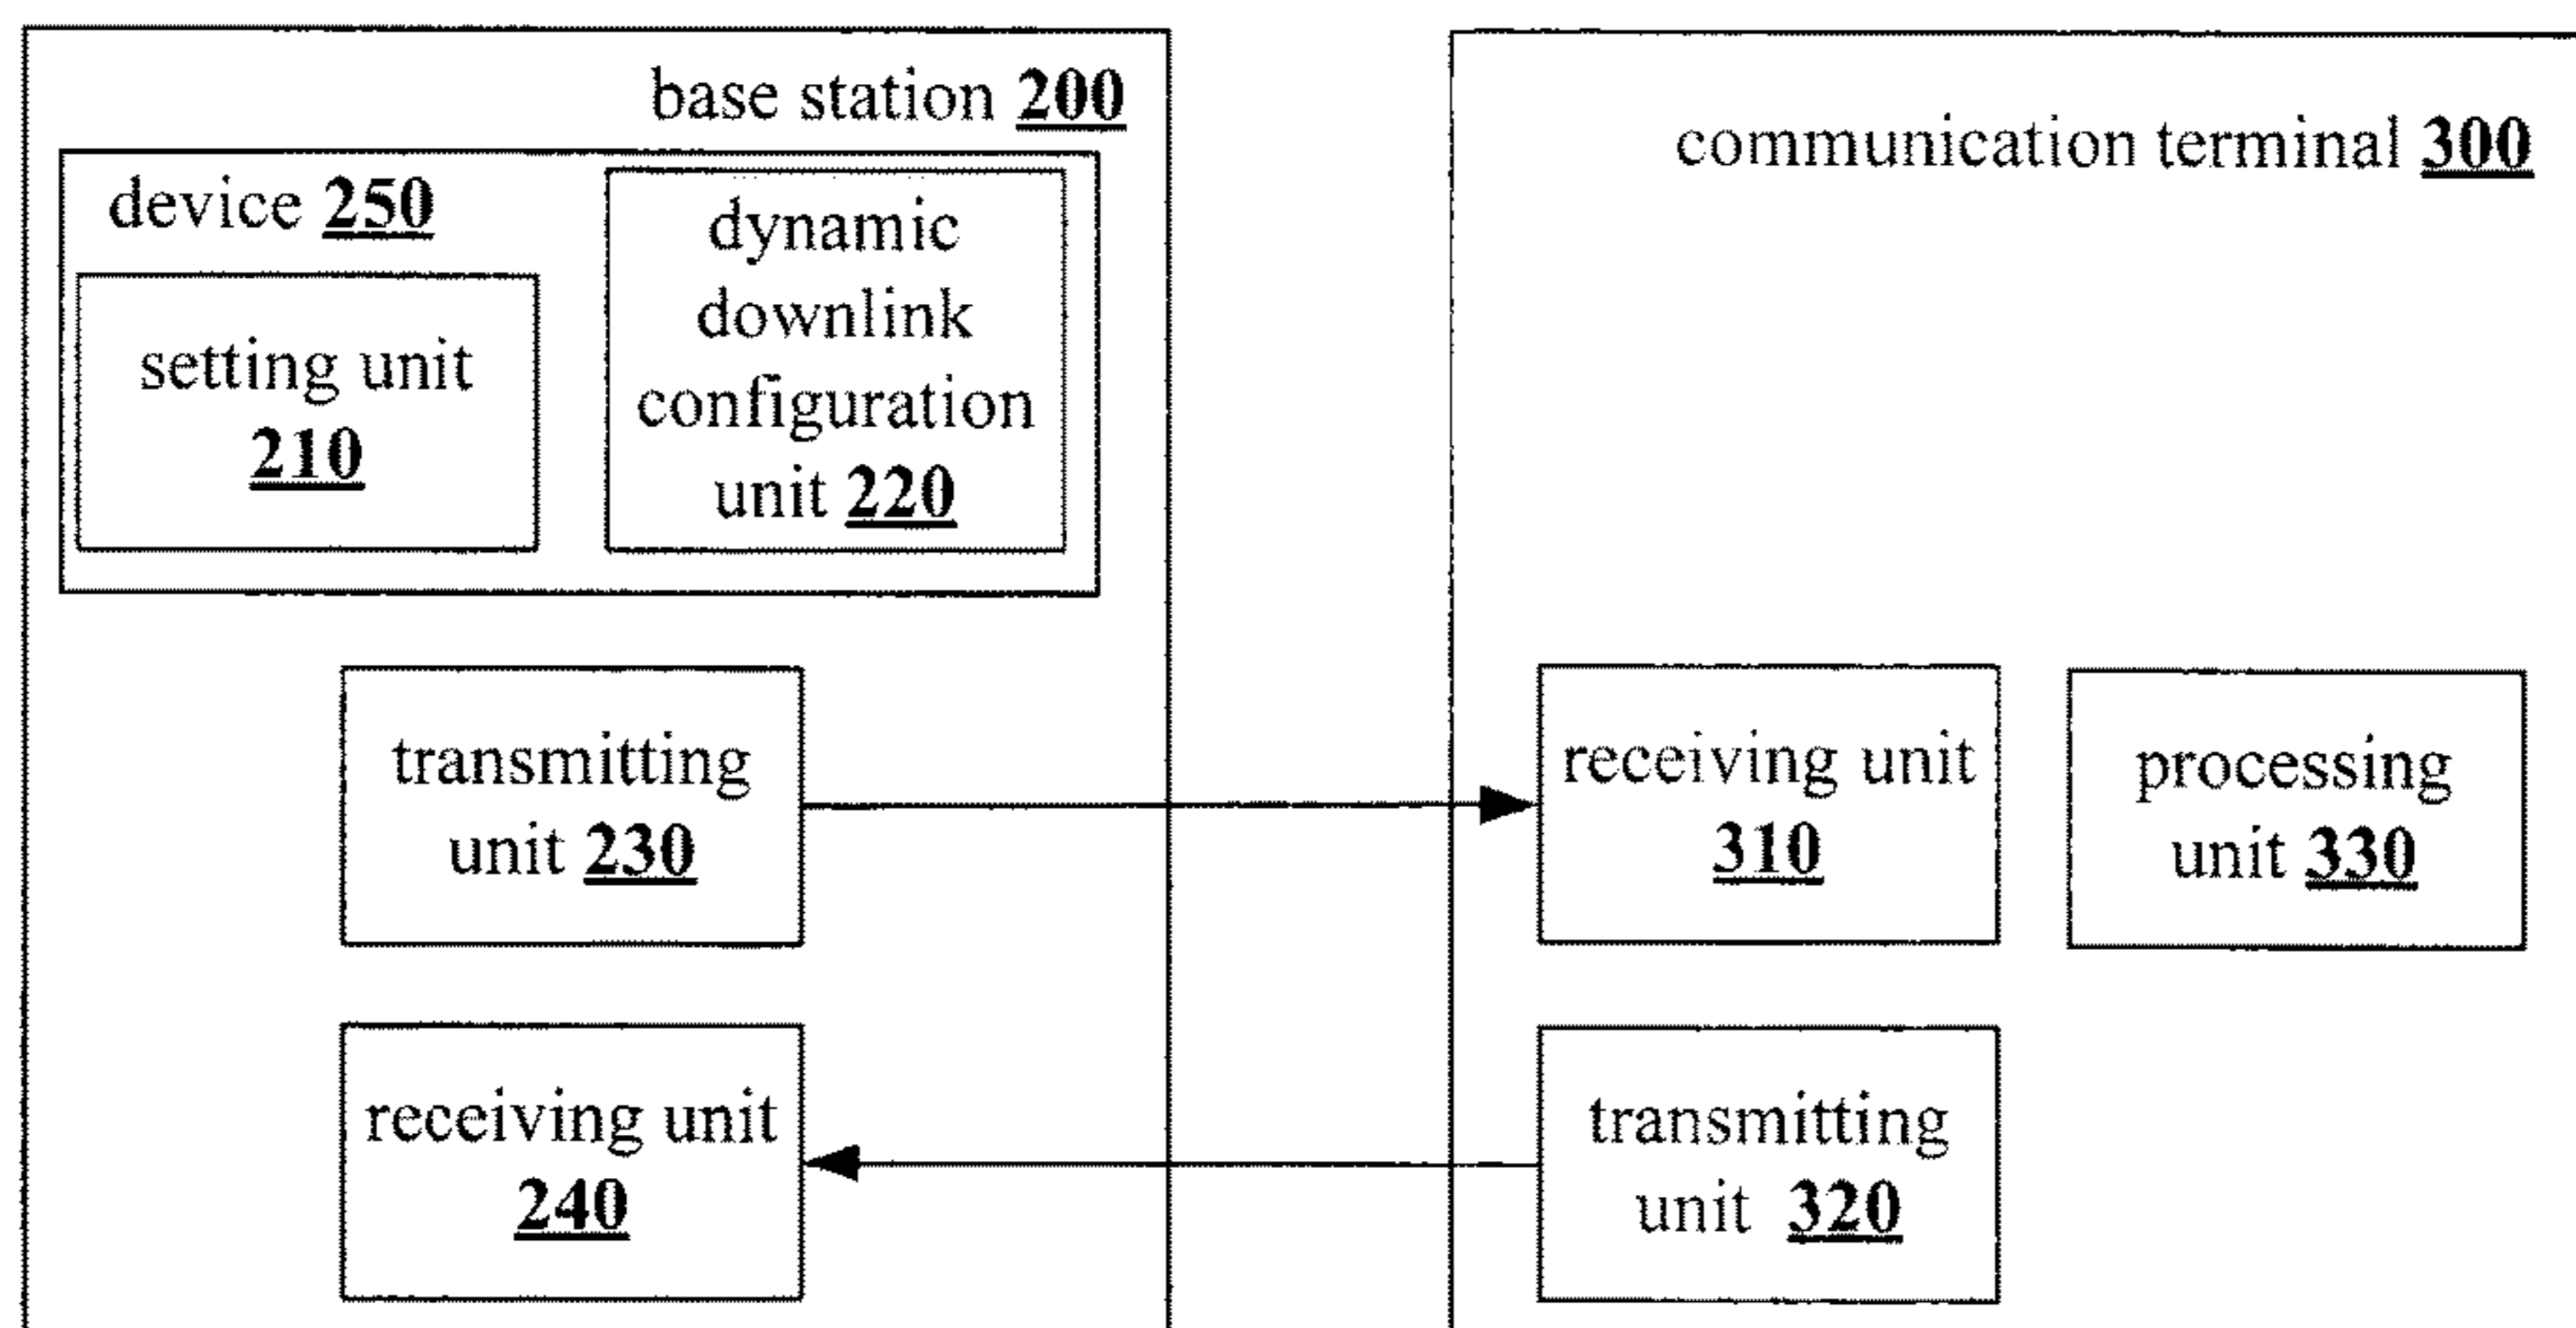 base station 200
device 250
setting unit
210
dynamic
downlink
configuration
unit 220
transmitting
unit 230
receiving unit
240
communication terminal 300
receiving unit
310
processing
unit 330
transmitting
unit 320